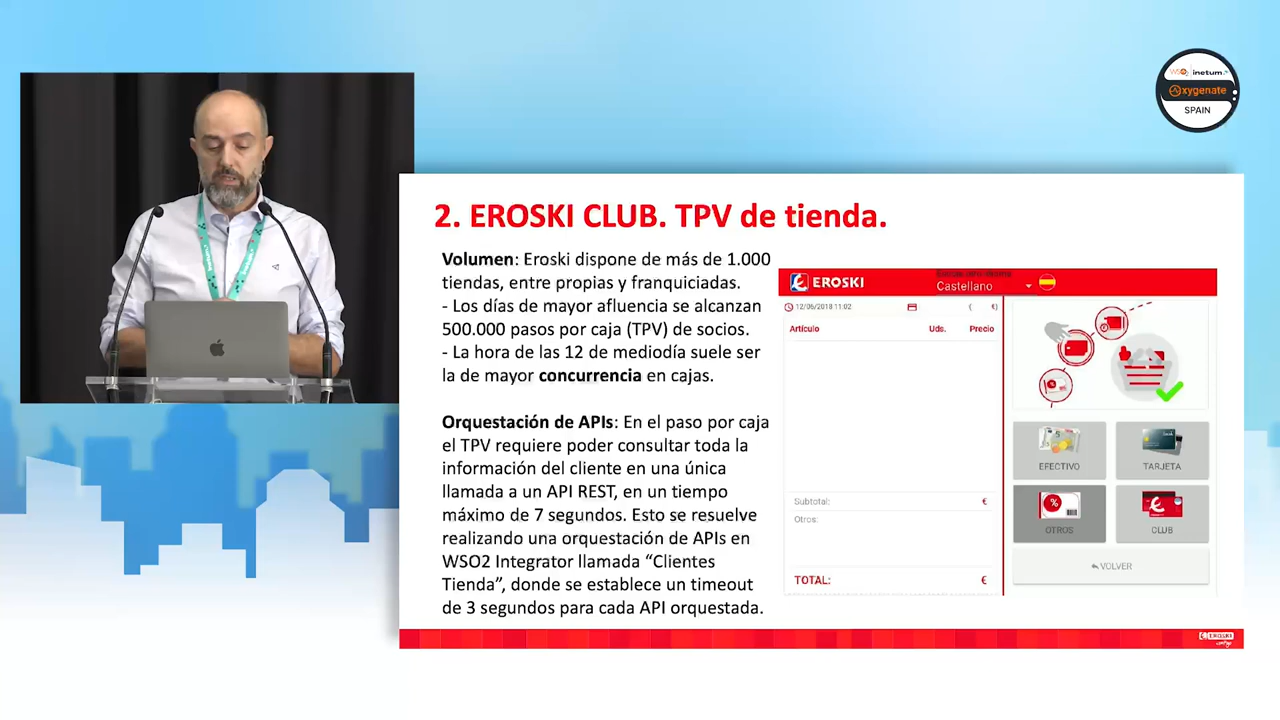 WSO2 inetum.
Oxygenate
SPAIN
2. EROSKI CLUB. TPV de tienda.
Volumen: Eroski dispone de más de 1.000
tiendas, entre propias y franquiciadas.
- Los días de mayor afluencia se alcanzan
500.000 pasos por caja (TPV) de socios.
- La hora de las 12 de mediodía suele ser
la de mayor concurrencia en cajas.
Orquestación de APIs: En el paso por caja
el TPV requiere poder consultar toda la
información del cliente en una única
llamada a un API REST, en un tiempo
máximo de 7 segundos. Esto se resuelve
realizando una orquestación de APIs en
WSO2 Integrator llamada “Clientes
Tienda”, donde se establece un timeout
de 3 segundos para cada API orquestada.
EROSKI
Castellano
12/06/2018 11:02
( €)
Artículo Uds. Precio
Subtotal: €
Otros:
TOTAL: €
EFECTIVO
TARJETA
%
OTROS
CLUB
VOLVER
EROSKI